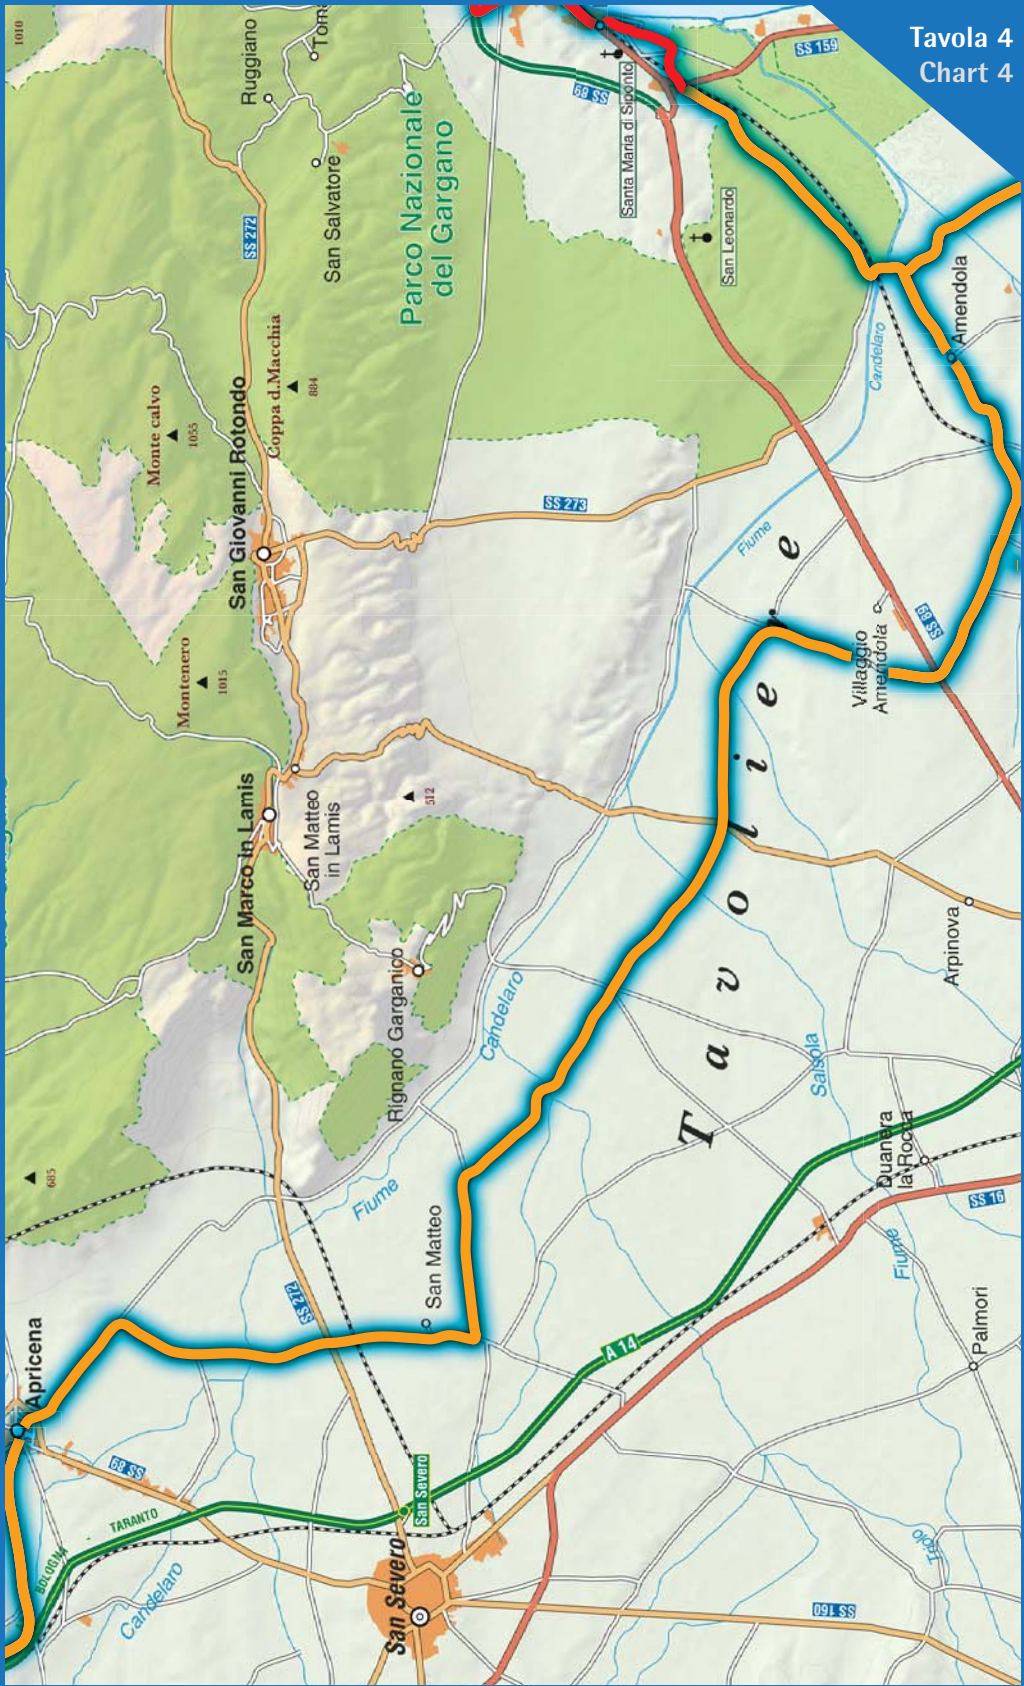 Tavola 4
Chart 4
1010
Ruggiano
SS 159
SS 89
Santa Maria di Siponto
San Salvatore
Parco Nazionale
del Gargano
SS 272
San Leonardo
Amendola
Candelaro
Coppa d.Macchia
884
Monte calvo
1055
San Giovanni Rotondo
SS 273
Fiume
Montenero
1015
Villaggio
Amendola
SS 89
Tavoliere
San Marco in Lamis
San Matteo
in Lamis
512
Arpinova
Rignano Garganico
Candelaro
Salsola
685
Fiume
San Matteo
Duanera
la Rocca
SS 16
Fiume
SS 272
A 14
Palmori
Apricena
SS 89
TARANTO
BOLOGNA
San Severo
San Severo
Candelaro
SS 160